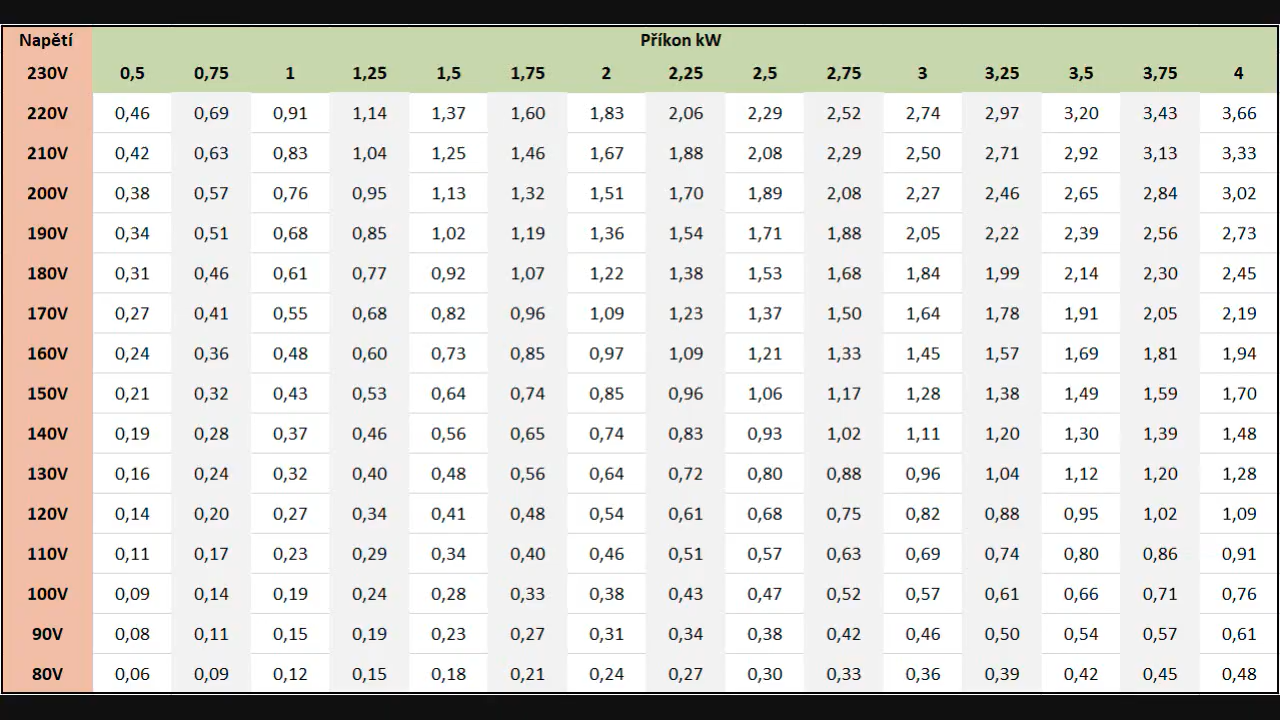 Napětí Příkon kW
230V 0,5 0,75 1 1,25 1,5 1,75 2 2,25 2,5 2,75 3 3,25 3,5 3,75 4
220V 0,46 0,69 0,91 1,14 1,37 1,60 1,83 2,06 2,29 2,52 2,74 2,97 3,20 3,43 3,66
210V 0,42 0,63 0,83 1,04 1,25 1,46 1,67 1,88 2,08 2,29 2,50 2,71 2,92 3,13 3,33
200V 0,38 0,57 0,76 0,95 1,13 1,32 1,51 1,70 1,89 2,08 2,27 2,46 2,65 2,84 3,02
190V 0,34 0,51 0,68 0,85 1,02 1,19 1,36 1,54 1,71 1,88 2,05 2,22 2,39 2,56 2,73
180V 0,31 0,46 0,61 0,77 0,92 1,07 1,22 1,38 1,53 1,68 1,84 1,99 2,14 2,30 2,45
170V 0,27 0,41 0,55 0,68 0,82 0,96 1,09 1,23 1,37 1,50 1,64 1,78 1,91 2,05 2,19
160V 0,24 0,36 0,48 0,60 0,73 0,85 0,97 1,09 1,21 1,33 1,45 1,57 1,69 1,81 1,94
150V 0,21 0,32 0,43 0,53 0,64 0,74 0,85 0,96 1,06 1,17 1,28 1,38 1,49 1,59 1,70
140V 0,19 0,28 0,37 0,46 0,56 0,65 0,74 0,83 0,93 1,02 1,11 1,20 1,30 1,39 1,48
130V 0,16 0,24 0,32 0,40 0,48 0,56 0,64 0,72 0,80 0,88 0,96 1,04 1,12 1,20 1,28
120V 0,14 0,20 0,27 0,34 0,41 0,48 0,54 0,61 0,68 0,75 0,82 0,88 0,95 1,02 1,09
110V 0,11 0,17 0,23 0,29 0,34 0,40 0,46 0,51 0,57 0,63 0,69 0,74 0,80 0,86 0,91
100V 0,09 0,14 0,19 0,24 0,28 0,33 0,38 0,43 0,47 0,52 0,57 0,61 0,66 0,71 0,76
90V 0,08 0,11 0,15 0,19 0,23 0,27 0,31 0,34 0,38 0,42 0,46 0,50 0,54 0,57 0,61
80V 0,06 0,09 0,12 0,15 0,18 0,21 0,24 0,27 0,30 0,33 0,36 0,39 0,42 0,45 0,48